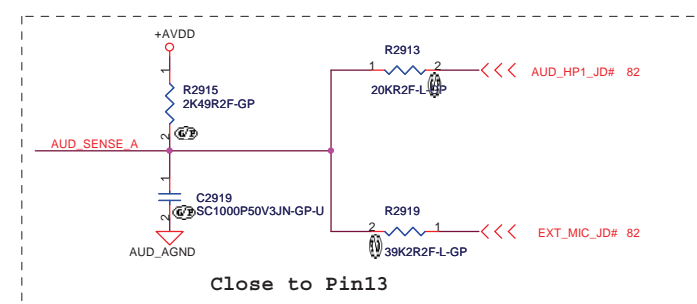 +AVDD
R2913
1
2
AUD_HP1_JD# 82
20KR2F-L-GP
1
R2915
2K49R2F-GP
2
AUD_SENSE_A
1
C2919
SC1000P50V3JN-GP-U
2
AUD_AGND
R2919
2
1
EXT_MIC_JD# 82
39K2R2F-L-GP
Close to Pin13